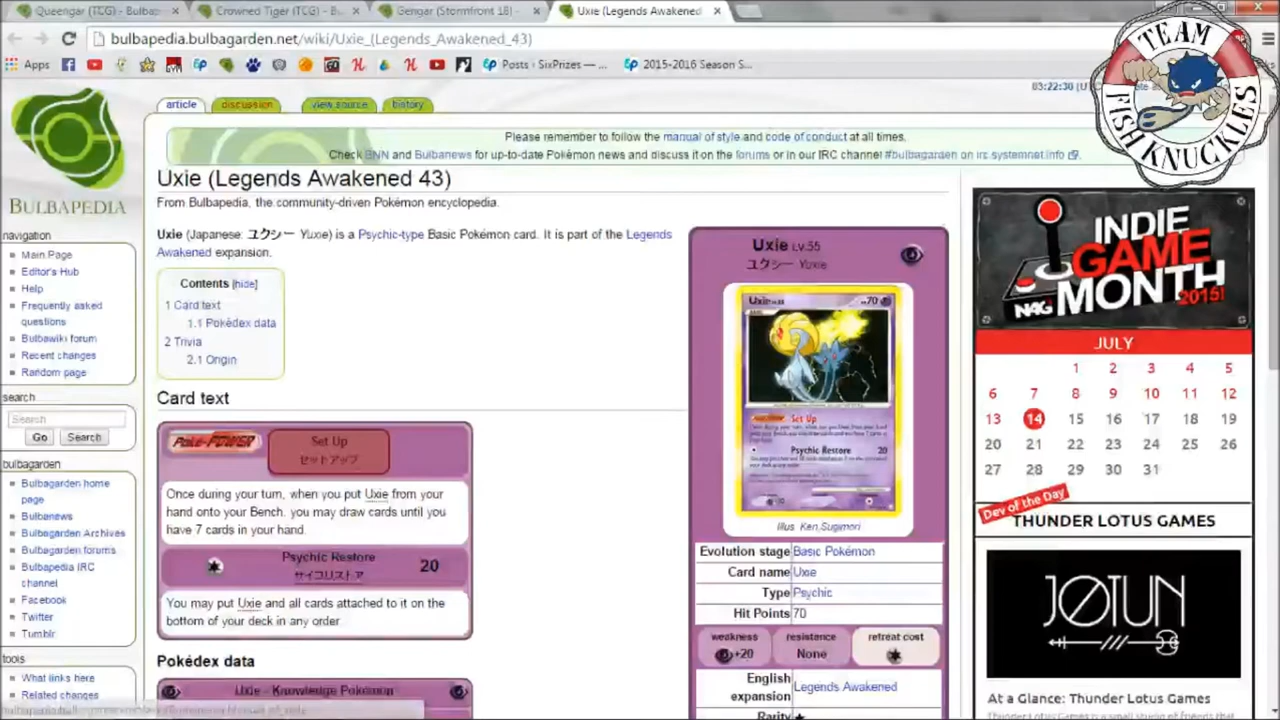 Queengar (TCG) - Bulbap
Crowned Tiger (TCG) - B...
Gengar (Stormfront 18) -
Uxie (Legends Awakened
bulbapedia.bulbagarden.net/wiki/Uxie_(Legends_Awakened_43)
Apps
Posts ‹ SixPrizes — ...
2015-2016 Season S...
TEAM
FISH KNUCKLES
03:22:30
article
discussion
view source
history
Please remember to follow the manual of style and code of conduct at all times.
Check BNN and Bulbanews for up-to-date Pokémon news and discuss it on the forums or in our IRC channel #bulbagarden on irc.systemnet.info
BULBAPEDIA
navigation
Main Page
Editor's Hub
Help
Frequently asked
questions
Bulbawiki forum
Recent changes
Random page
search
Search
Go
Search
bulbagarden
Bulbagarden home
page
Bulbanews
Bulbagarden Archives
Bulbagarden forums
Bulbapedia IRC
channel
Facebook
Twitter
Tumblr
tools
What links here
Related changes
Uxie (Legends Awakened 43)
From Bulbapedia, the community-driven Pokémon encyclopedia.
Uxie (Japanese: ユクシー Yuxie) is a Psychic-type Basic Pokémon card. It is part of the Legends
Awakened expansion.
Contents [hide]
1 Card text
1.1 Pokédex data
2 Trivia
2.1 Origin
Card text
Poké-POWER
Set Up
セットアップ
Once during your turn, when you put Uxie from your
hand onto your Bench, you may draw cards until you
have 7 cards in your hand.
Psychic Restore
サイコリストア
20
You may put Uxie and all cards attached to it on the
bottom of your deck in any order.
Pokédex data
Uxie - Knowledge Pokémon
Uxie Lv.55
ユクシー Yuxie
Uxie
70
Set Up
Psychic Restore 20
Illus. Ken Sugimori
Evolution stage Basic Pokémon
Card name Uxie
Type Psychic
Hit Points 70
weakness
+20
resistance
None
retreat cost
English
expansion
Legends Awakened
Rarity
INDIE
GAME
MONTH
2015!
N4G
JULY
1 2 3 4 5
6 7 8 9 10 11 12
13 14 15 16 17 18 19
20 21 22 23 24 25 26
27 28 29 30 31
Dev of the Day
THUNDER LOTUS GAMES
JOTUN
At a Glance: Thunder Lotus Games